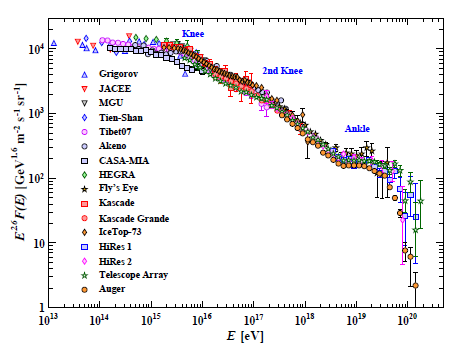 Knee
2nd Knee
Ankle
Grigorov
JACEE
MGU
Tien-Shan
Tibet07
Akeno
CASA-MIA
HEGRA
Fly's Eye
Kascade
Kascade Grande
IceTop-73
HiRes 1
HiRes 2
Telescope Array
Auger
E^2.6 F(E) [GeV^1.6 m^-2 s^-1 sr^-1]
10^4
10^3
10^2
10
1
10^13 10^14 10^15 10^16 10^17 10^18 10^19 10^20
E [eV]